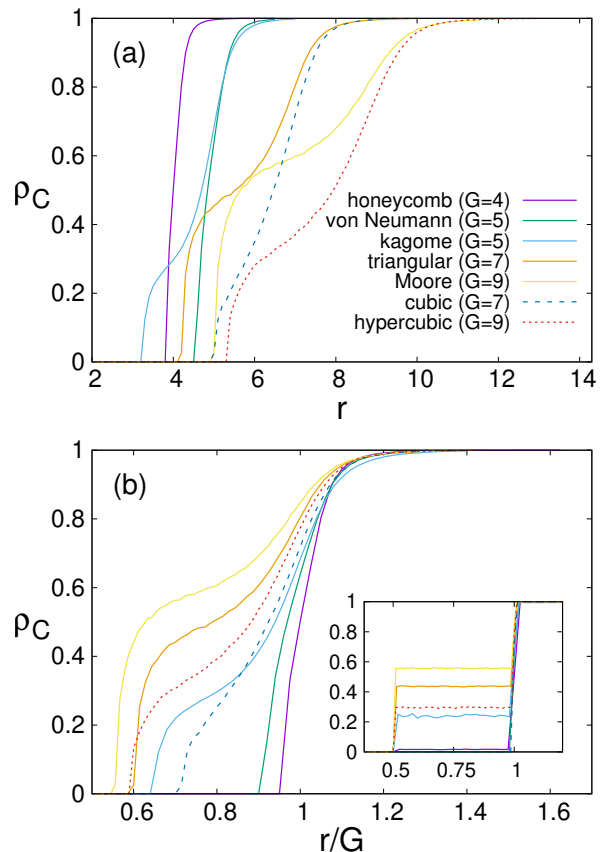 1
0.8
0.6
0.4
0.2
0
ρC
(a)
honeycomb (G=4)
von Neumann (G=5)
kagome (G=5)
triangular (G=7)
Moore (G=9)
cubic (G=7)
hypercubic (G=9)
2 4 6 8 10 12 14
r
1
0.8
0.6
0.4
0.2
0
ρC
(b)
1
0.8
0.6
0.4
0.2
0
0.5 0.75 1
0.6 0.8 1 1.2 1.4 1.6
r/G